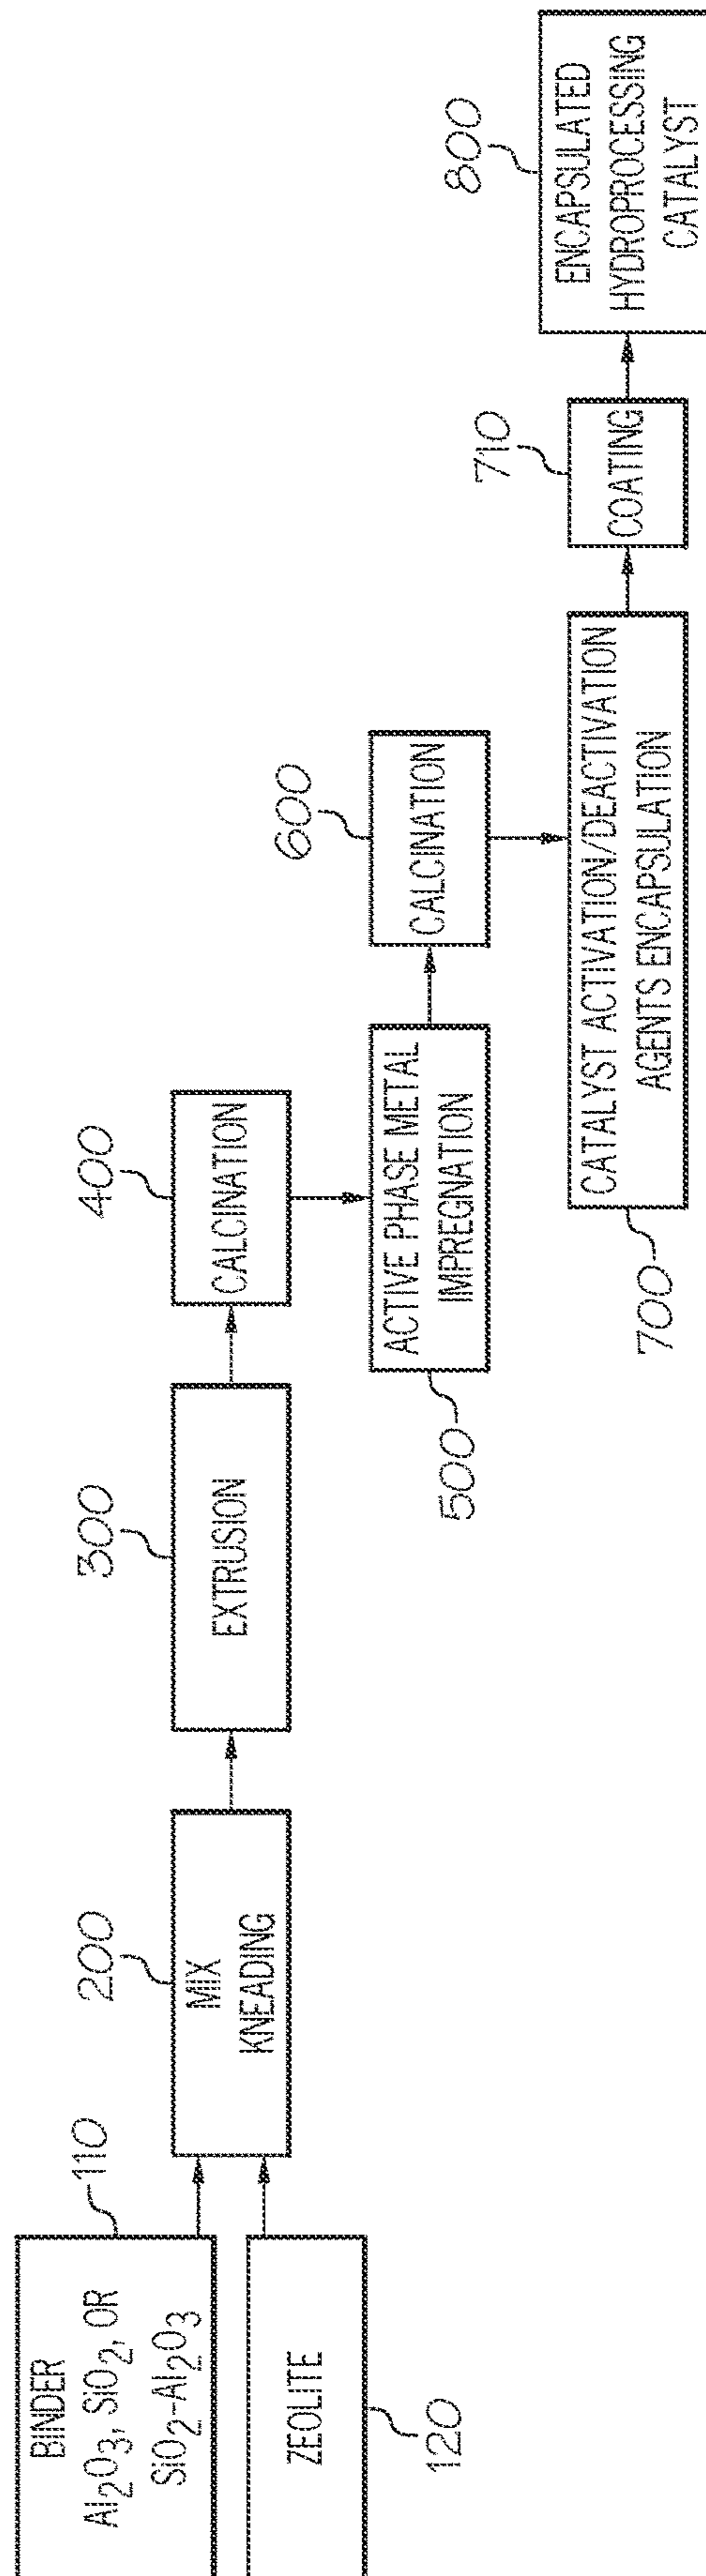 BINDER
Al2O3, SiO2, OR
SiO2-Al2O3
110
ZEOLITE
120
200
MIX
KNEADING
300
EXTRUSION
400
CALCINATION
ACTIVE PHASE METAL
IMPREGNATION
500
600
CALCINATION
CATALYST ACTIVATION/DEACTIVATION
AGENTS ENCAPSULATION
700
710
COATING
800
ENCAPSULATED
HYDROPROCESSING
CATALYST